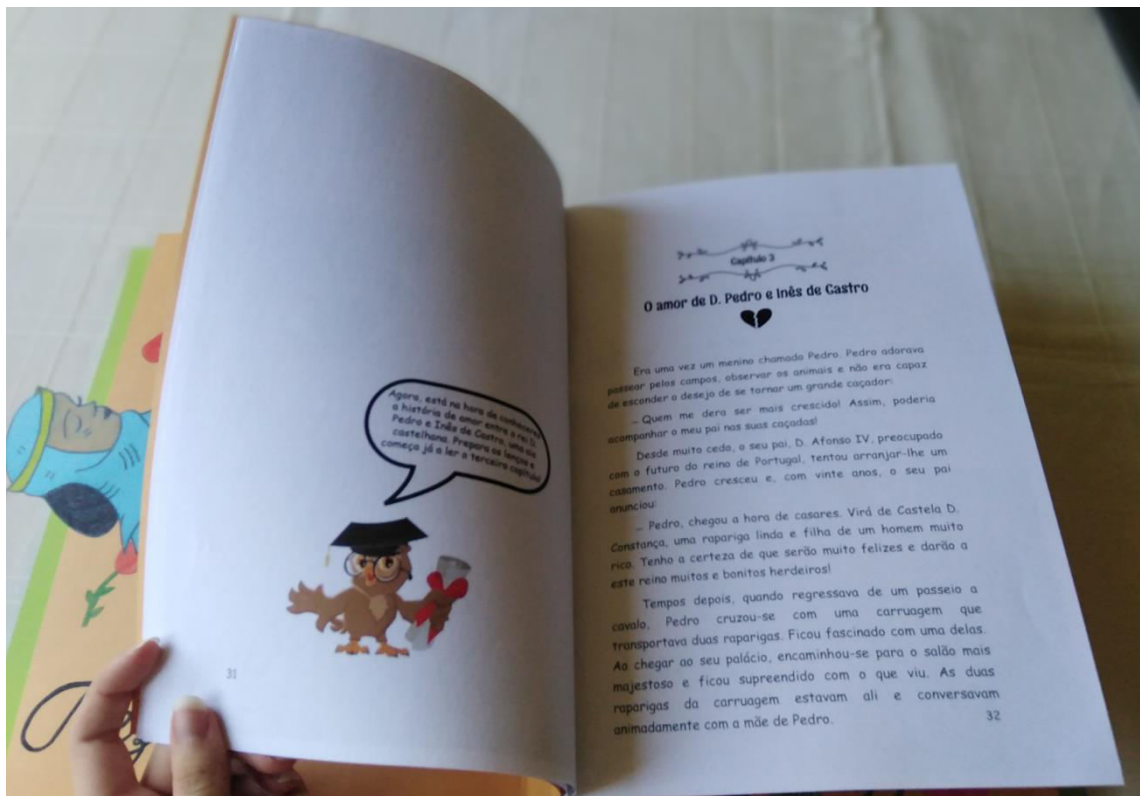 Agora, está na hora de conheceres
a história de amor entre o rei D.
Pedro e Inês de Castro, uma aia
castelhana. Prepara os lenços e
começa já a ler o terceiro capítulo!
31
Capítulo 3
O amor de D. Pedro e Inês de Castro
Era uma vez um menino chamado Pedro. Pedro adorava
passear pelos campos, observar os animais e não era capaz
de esconder o desejo de se tornar um grande caçador:
– Quem me dera ser mais crescido! Assim, poderia
acompanhar o meu pai nas suas caçadas!
Desde muito cedo, o seu pai, D. Afonso IV, preocupado
com o futuro do reino de Portugal, tentou arranjar-lhe um
casamento. Pedro cresceu e, com vinte anos, o seu pai
anunciou:
– Pedro, chegou a hora de casares. Virá de Castela D.
Constança, uma rapariga linda e filha de um homem muito
rico. Tenho a certeza de que serão muito felizes e darão a
este reino muitos e bonitos herdeiros!
Tempos depois, quando regressava de um passeio a
cavalo, Pedro cruzou-se com uma carruagem que
transportava duas raparigas. Ficou fascinado com uma delas.
Ao chegar ao seu palácio, encaminhou-se para o salão mais
majestoso e ficou supreendido com o que viu. As duas
raparigas da carruagem estavam ali e conversavam
animadamente com a mãe de Pedro.
32